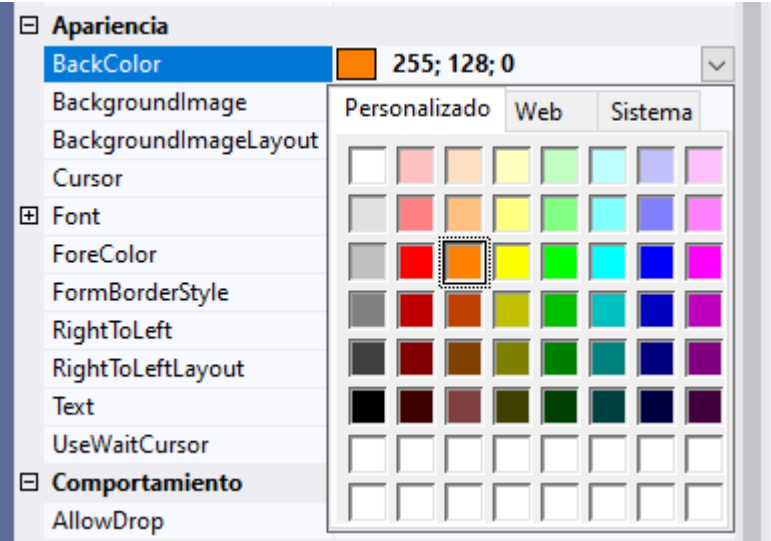 Apariencia
BackColor 255; 128; 0
BackgroundImage
Personalizado Web Sistema
BackgroundImageLayout
Cursor
Font
ForeColor
FormBorderStyle
RightToLeft
RightToLeftLayout
Text
UseWaitCursor
Comportamiento
AllowDrop